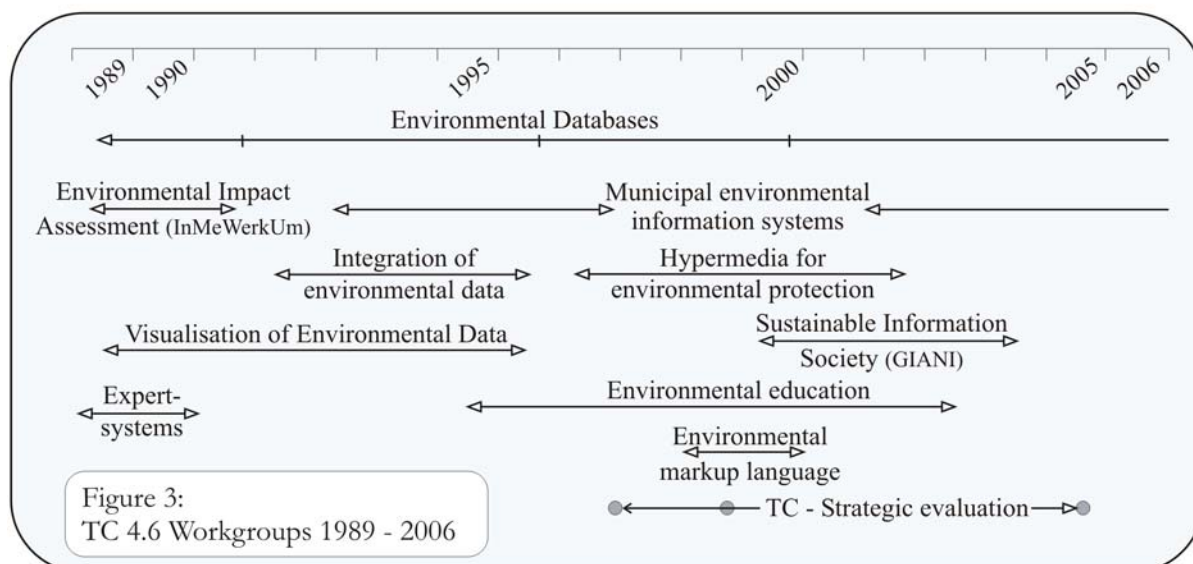 1989 1990 1995 2000 2005 2006
Environmental Databases
Environmental Impact
Assessment (InMeWerkUm)
Municipal environmental
information systems
Integration of
environmental data
Hypermedia for
environmental protection
Visualisation of Environmental Data
Sustainable Information
Society (GIANI)
Expert-
systems
Environmental education
Environmental
markup language
TC - Strategic evaluation
Figure 3:
TC 4.6 Workgroups 1989 - 2006